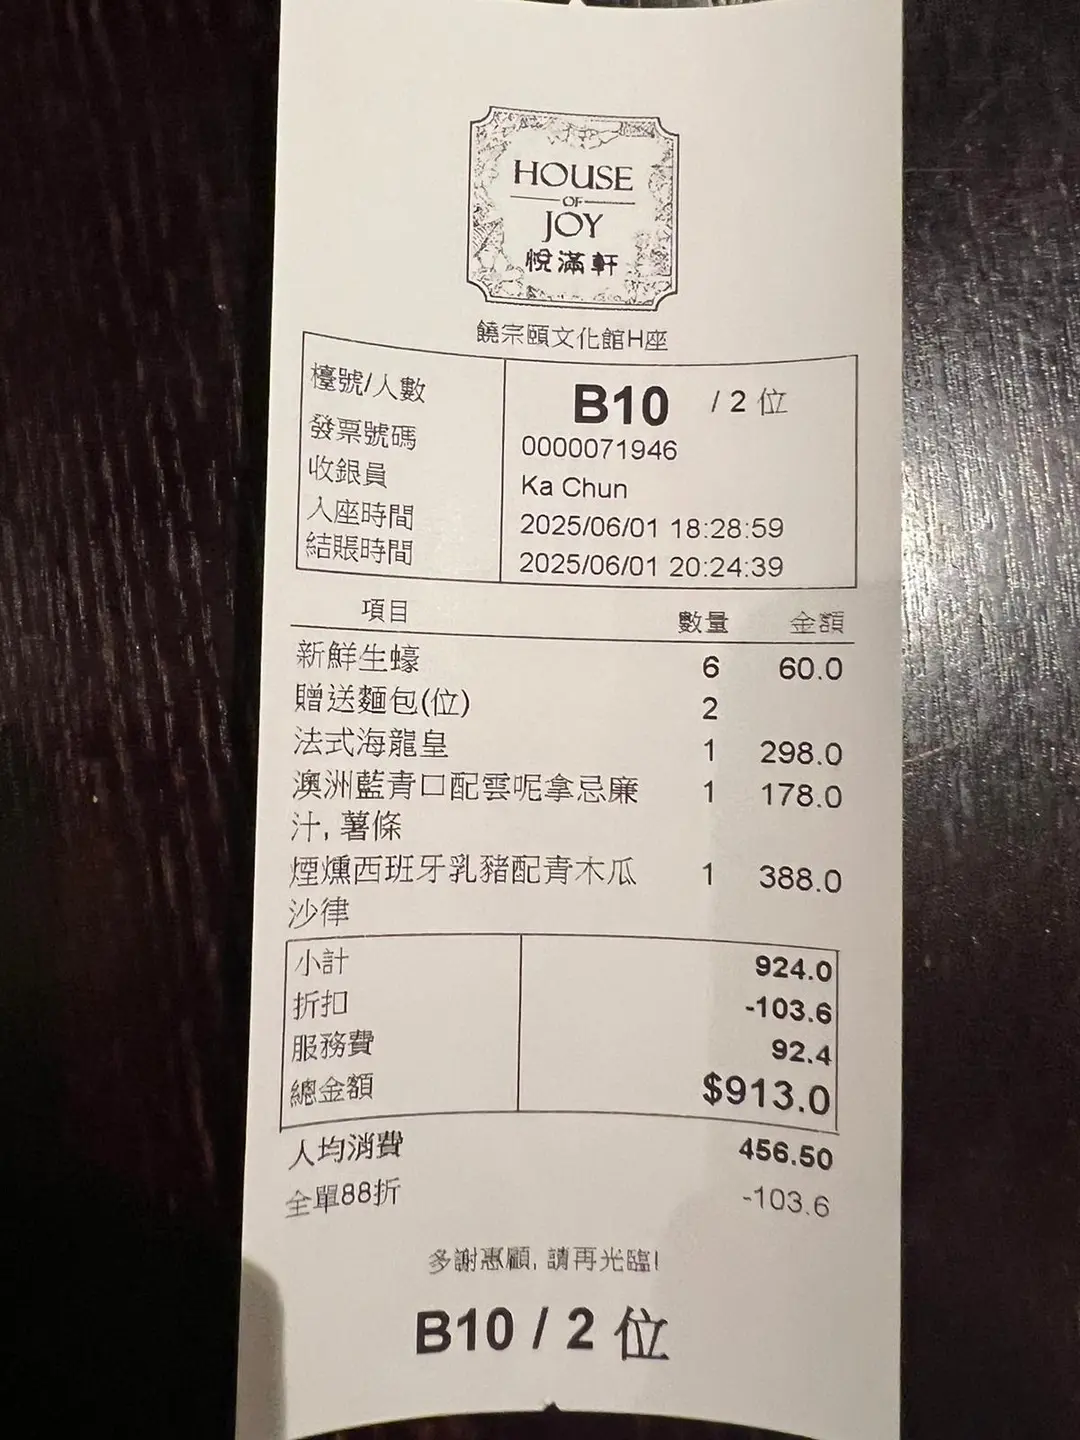 HOUSE
OF
JOY
悅滿軒
饒宗頤文化館H座
檯號/人數 B10 / 2 位
發票號碼 0000071946
收銀員 Ka Chun
入座時間 2025/06/01 18:28:59
結賬時間 2025/06/01 20:24:39
項目 數量 金額
新鮮生蠔 6 60.0
贈送麵包(位) 2
法式海龍皇 1 298.0
澳洲藍青口配雲呢拿忌廉 1 178.0
汁, 薯條
煙燻西班牙乳豬配青木瓜 1 388.0
沙律
小計 924.0
折扣 -103.6
服務費 92.4
總金額 $913.0
人均消費 456.50
全單88折 -103.6
多謝惠顧, 請再光臨!
B10 / 2 位